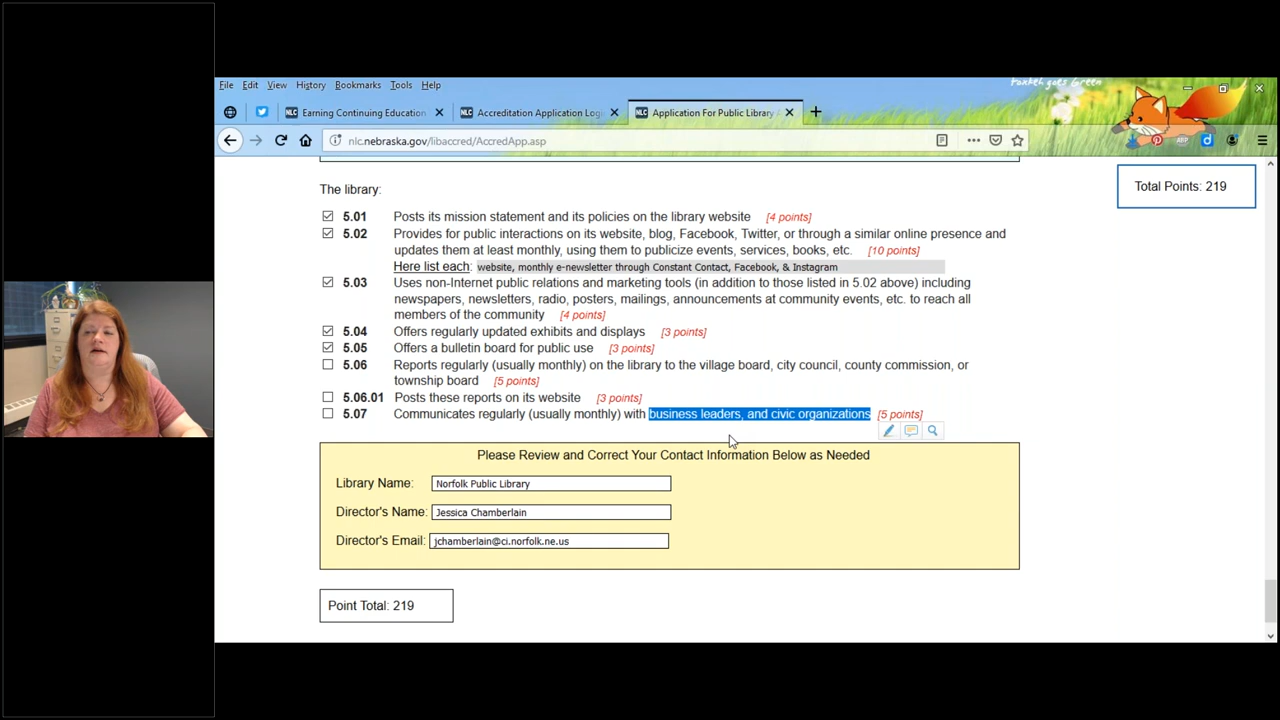 Foxkeh goes Green
File Edit View History Bookmarks Tools Help
NLC Earning Continuing Education
NLC Accreditation Application Log
NLC Application For Public Library
nlc.nebraska.gov/libaccred/AccredApp.asp
Total Points: 219
The library:
5.01 Posts its mission statement and its policies on the library website [4 points]
5.02 Provides for public interactions on its website, blog, Facebook, Twitter, or through a similar online presence and
updates them at least monthly, using them to publicize events, services, books, etc. [10 points]
Here list each: website, monthly e-newsletter through Constant Contact, Facebook, & Instagram
5.03 Uses non-Internet public relations and marketing tools (in addition to those listed in 5.02 above) including
newspapers, newsletters, radio, posters, mailings, announcements at community events, etc. to reach all
members of the community [4 points]
5.04 Offers regularly updated exhibits and displays [3 points]
5.05 Offers a bulletin board for public use [3 points]
5.06 Reports regularly (usually monthly) on the library to the village board, city council, county commission, or
township board [5 points]
5.06.01 Posts these reports on its website [3 points]
5.07 Communicates regularly (usually monthly) with business leaders, and civic organizations [5 points]
Please Review and Correct Your Contact Information Below as Needed
Library Name: Norfolk Public Library
Director's Name: Jessica Chamberlain
Director's Email: jchamberlain@ci.norfolk.ne.us
Point Total: 219